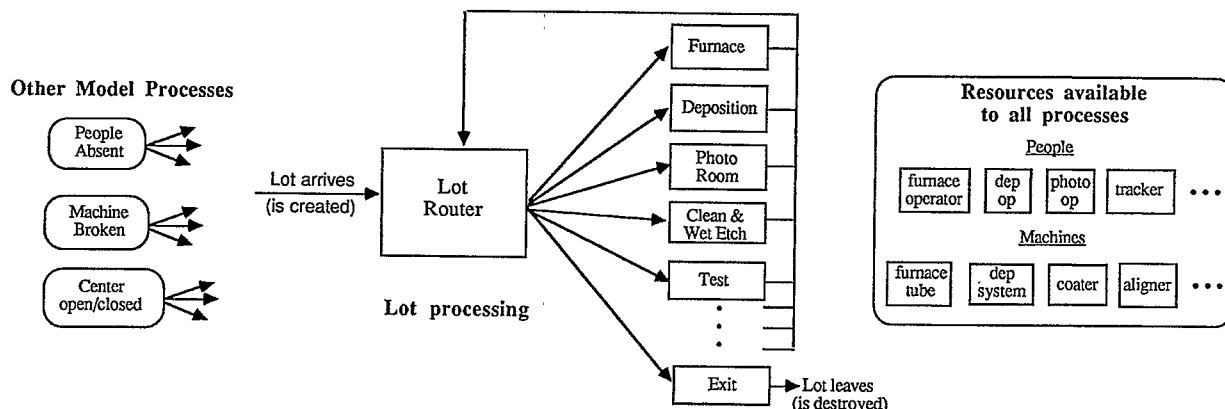 Other Model Processes
People
Absent
Machine
Broken
Center
open/closed
Lot arrives
(is created)
Lot
Router
Lot processing
Furnace
Deposition
Photo
Room
Clean &
Wet Etch
Test
Exit
Lot leaves
(is destroyed)
Resources available
to all processes
People
furnace
operator
dep
op
photo
op
tracker
Machines
furnace
tube
dep
system
coater
aligner